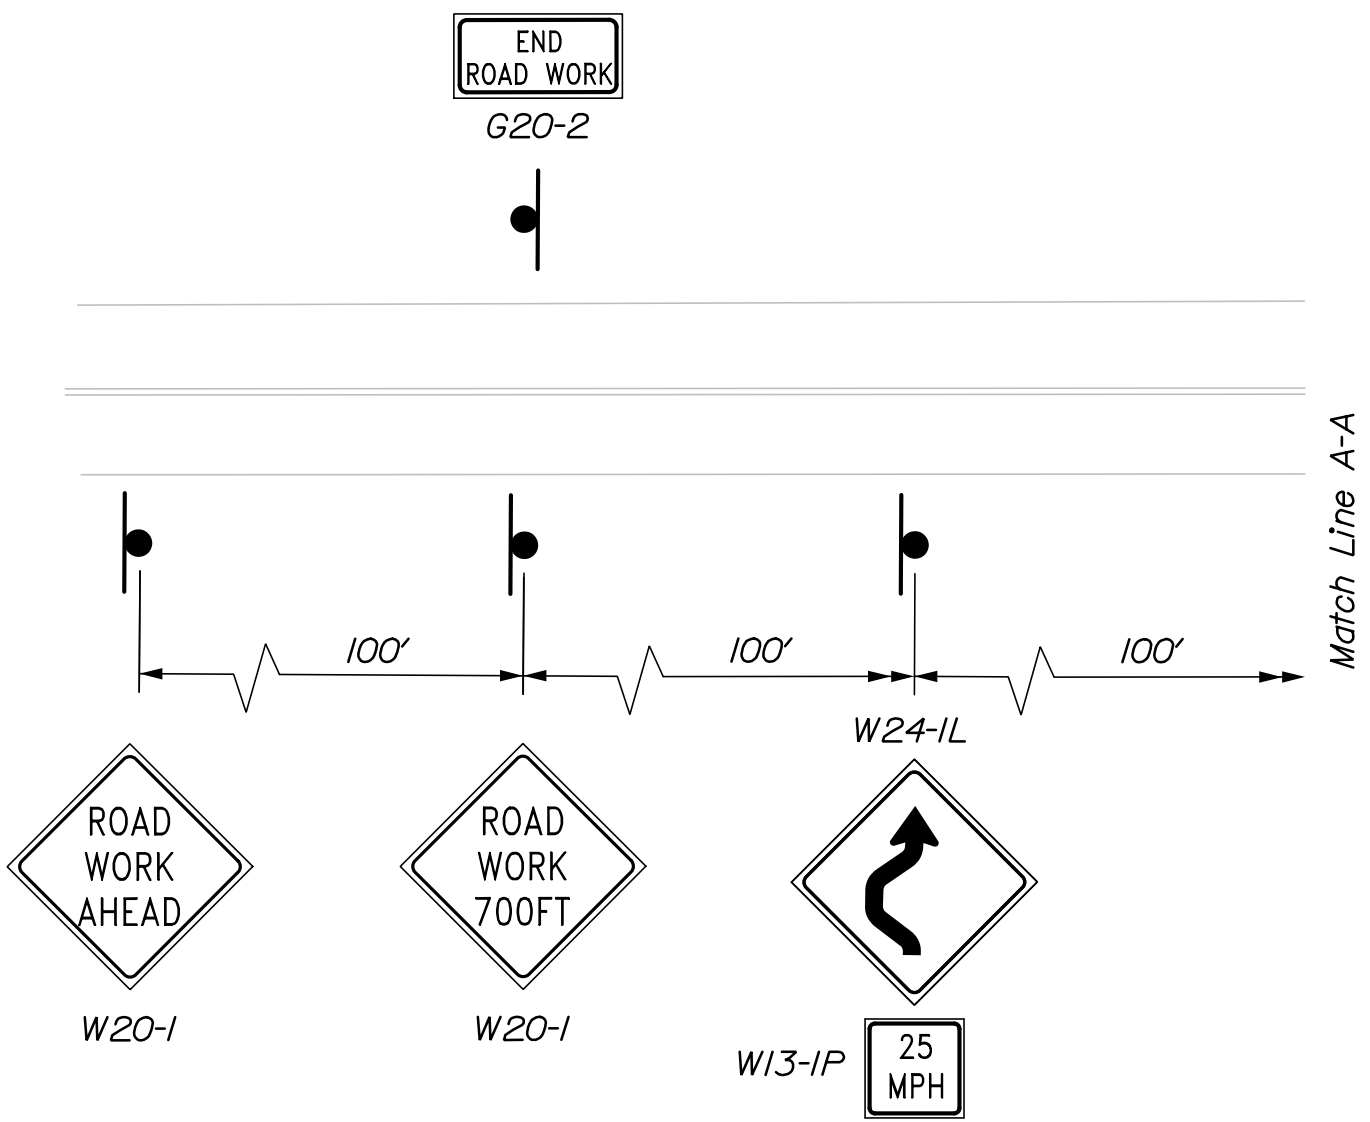 END
ROAD WORK
G20-2
Match Line A-A
100'
100'
100'
W24-1L
ROAD
WORK
AHEAD
W20-1
ROAD
WORK
700FT
W20-1
W13-1P
25
MPH